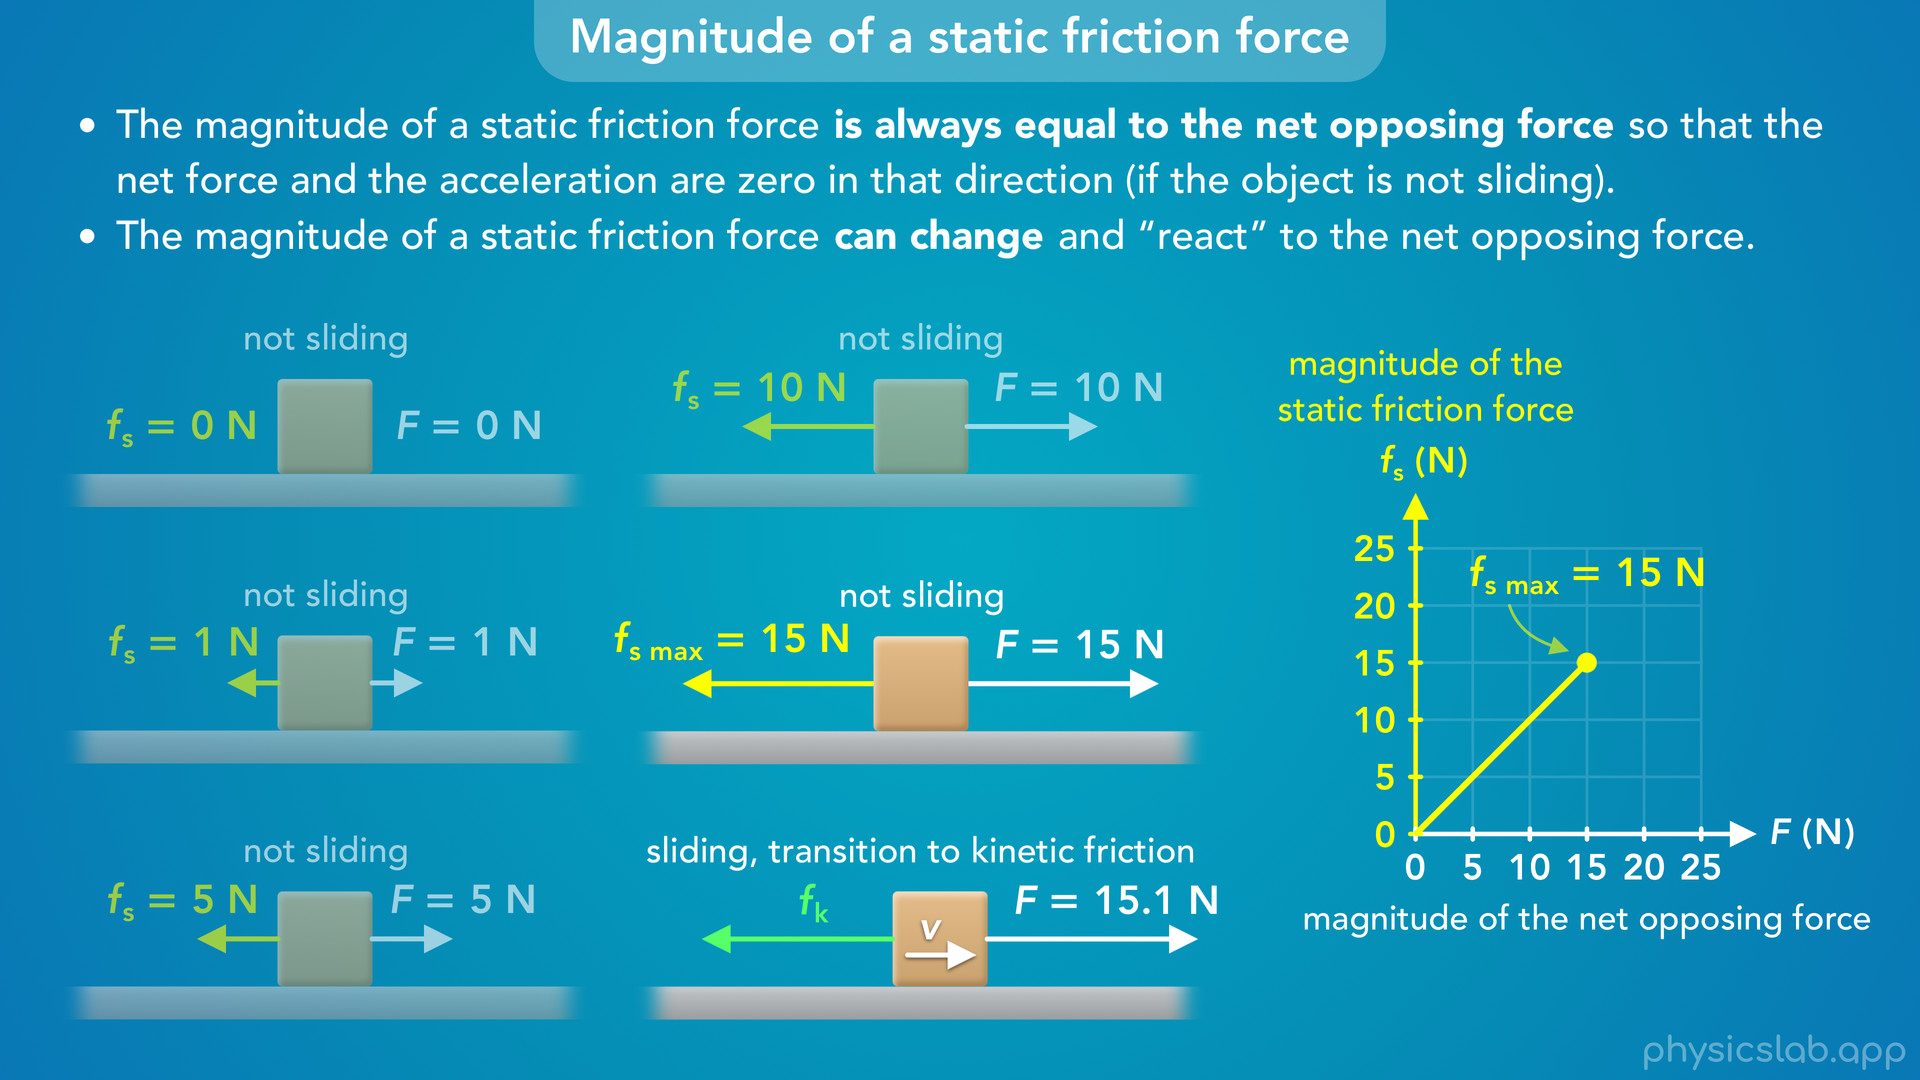 Magnitude of a static friction force
• The magnitude of a static friction force is always equal to the net opposing force so that the
net force and the acceleration are zero in that direction (if the object is not sliding).
• The magnitude of a static friction force can change and “react” to the net opposing force.
not sliding
fs = 0 N
F = 0 N
not sliding
fs = 1 N
F = 1 N
not sliding
fs = 5 N
F = 5 N
not sliding
fs = 10 N
F = 10 N
not sliding
fs max = 15 N
F = 15 N
sliding, transition to kinetic friction
fk
v
F = 15.1 N
magnitude of the
static friction force
fs (N)
25
20
15
10
5
0
fs max = 15 N
F (N)
0 5 10 15 20 25
magnitude of the net opposing force
physicslab.app